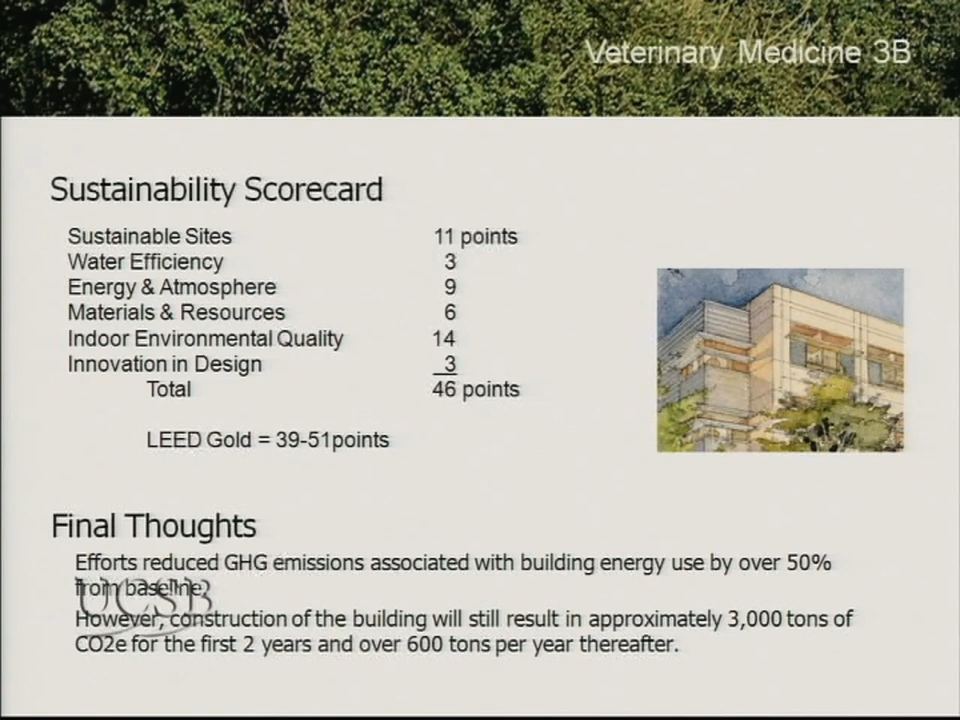 Veterinary Medicine 3B
Sustainability Scorecard
Sustainable Sites 11 points
Water Efficiency 3
Energy & Atmosphere 9
Materials & Resources 6
Indoor Environmental Quality 14
Innovation in Design 3
Total 46 points
LEED Gold = 39-51points
Final Thoughts
Efforts reduced GHG emissions associated with building energy use by over 50%
from baseline.
UCSB
However, construction of the building will still result in approximately 3,000 tons of
CO2e for the first 2 years and over 600 tons per year thereafter.